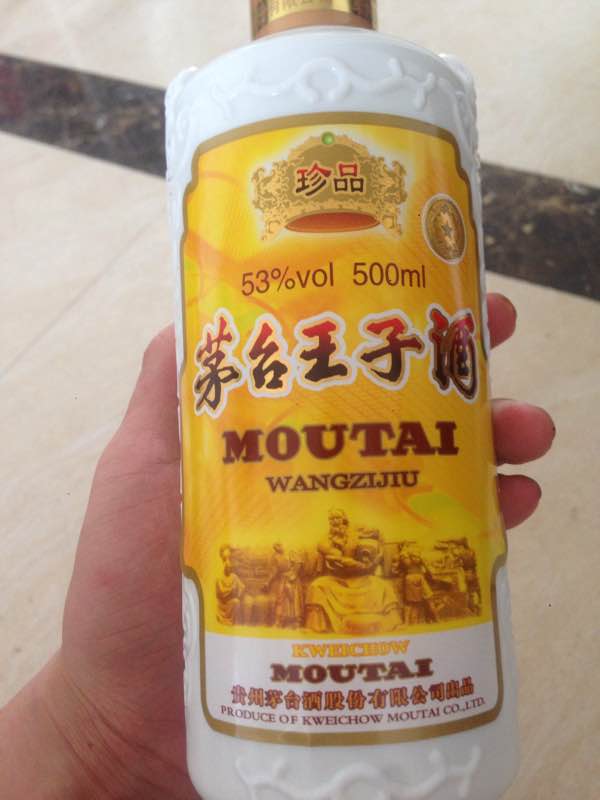 珍品
53%vol 500ml
茅台王子酒
MOUTAI
WANGZIJIU
KWEICHOW
MOUTAI
贵州茅台酒股份有限公司出品
PRODUCE OF KWEICHOW MOUTAI CO.,LTD.